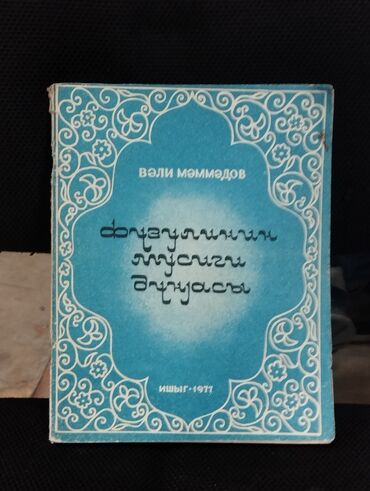 ВӘЛИ МӘММӘДОВ
Фүзулинин
мусиги
дүнјасы
ИШЫГ·1977